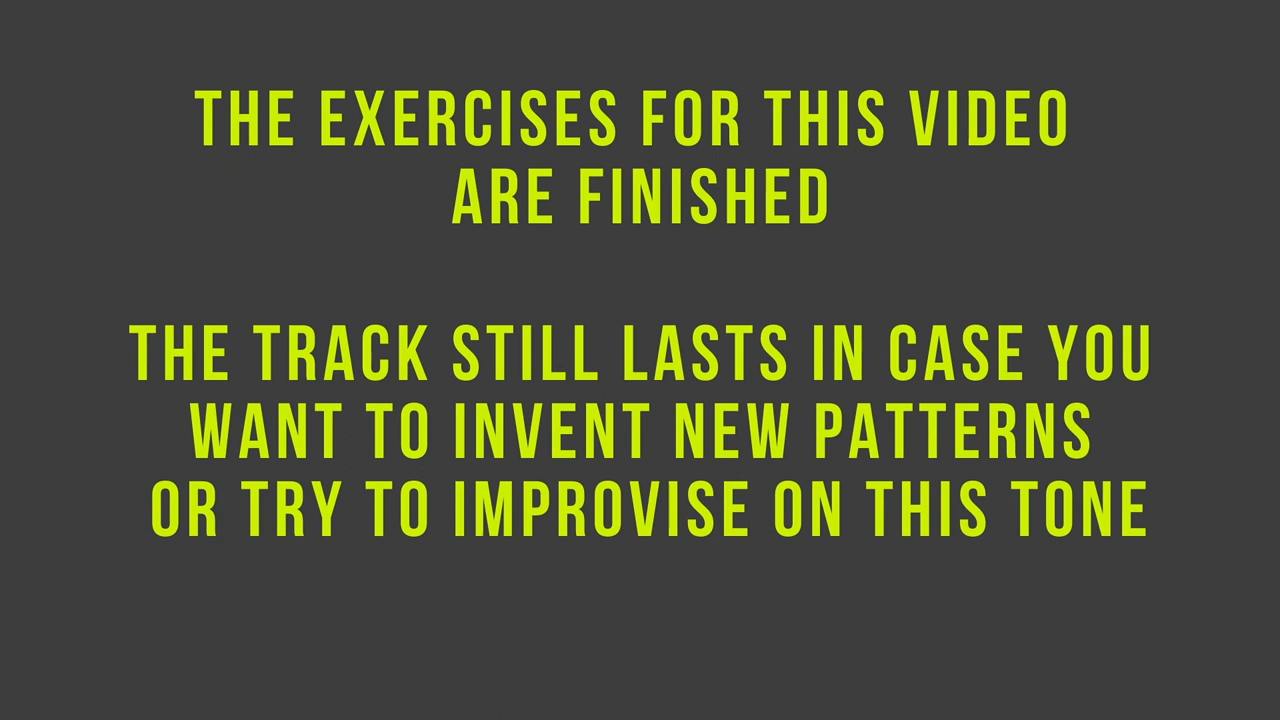 THE EXERCISES FOR THIS VIDEO
ARE FINISHED
THE TRACK STILL LASTS IN CASE YOU
WANT TO INVENT NEW PATTERNS
OR TRY TO IMPROVISE ON THIS TONE